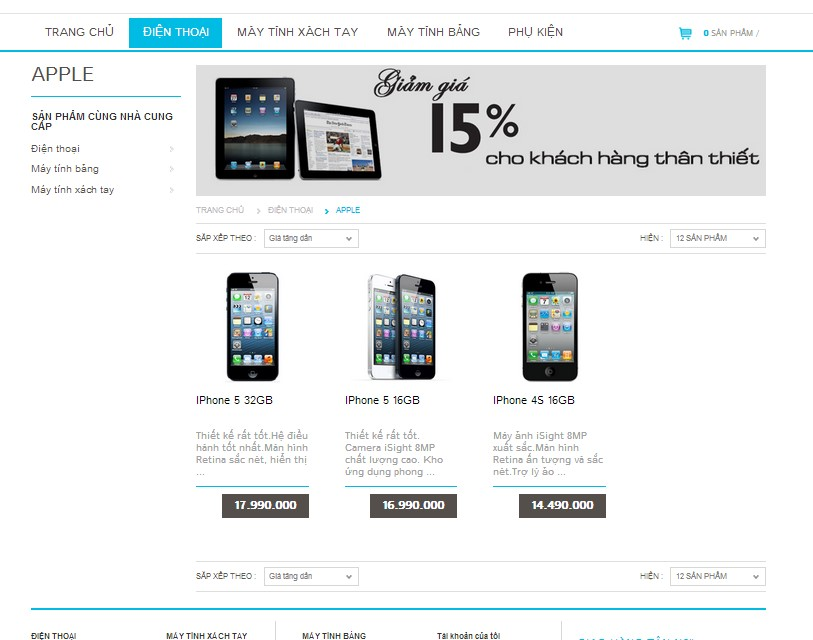 TRANG CHỦ ĐIỆN THOẠI MÁY TÍNH XÁCH TAY MÁY TÍNH BẢNG PHỤ KIỆN 0 SẢN PHẨM /
APPLE
SẢN PHẨM CÙNG NHÀ CUNG
CẤP
Điện thoại
Máy tính bảng
Máy tính xách tay
Giảm giá
15%
cho khách hàng thân thiết
TRANG CHỦ ĐIỆN THOẠI APPLE
SẮP XẾP THEO : Giá tăng dần HIỆN : 12 SẢN PHẨM
IPhone 5 32GB
Thiết kế rất tốt.Hệ điều
hành tốt nhất.Màn hình
Retina sắc nét, hiển thị
...
17.990.000
IPhone 5 16GB
Thiết kế rất tốt.
Camera iSight 8MP
chất lượng cao. Kho
ứng dụng phong ...
16.990.000
IPhone 4S 16GB
Máy ảnh iSight 8MP
xuất sắc.Màn hình
Retina ấn tượng và sắc
nét.Trợ lý ảo ...
14.490.000
SẮP XẾP THEO : Giá tăng dần HIỆN : 12 SẢN PHẨM
ĐIỆN THOẠI MÁY TÍNH XÁCH TAY MÁY TÍNH BẢNG Tài khoản của tôi